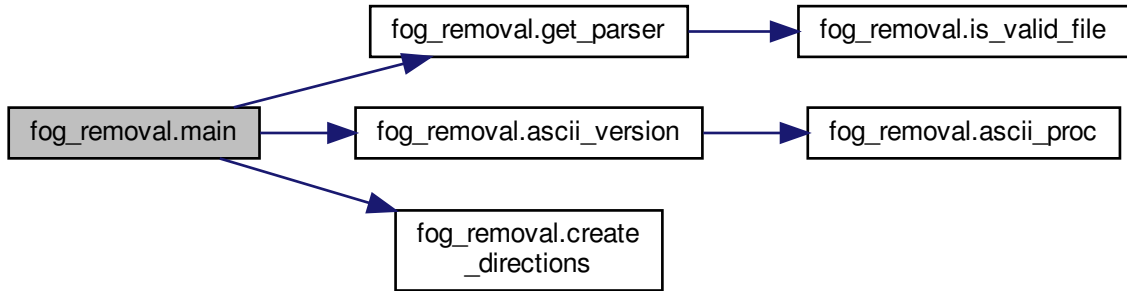 fog_removal.get_parser
fog_removal.is_valid_file
fog_removal.main
fog_removal.ascii_version
fog_removal.ascii_proc
fog_removal.create
_directions